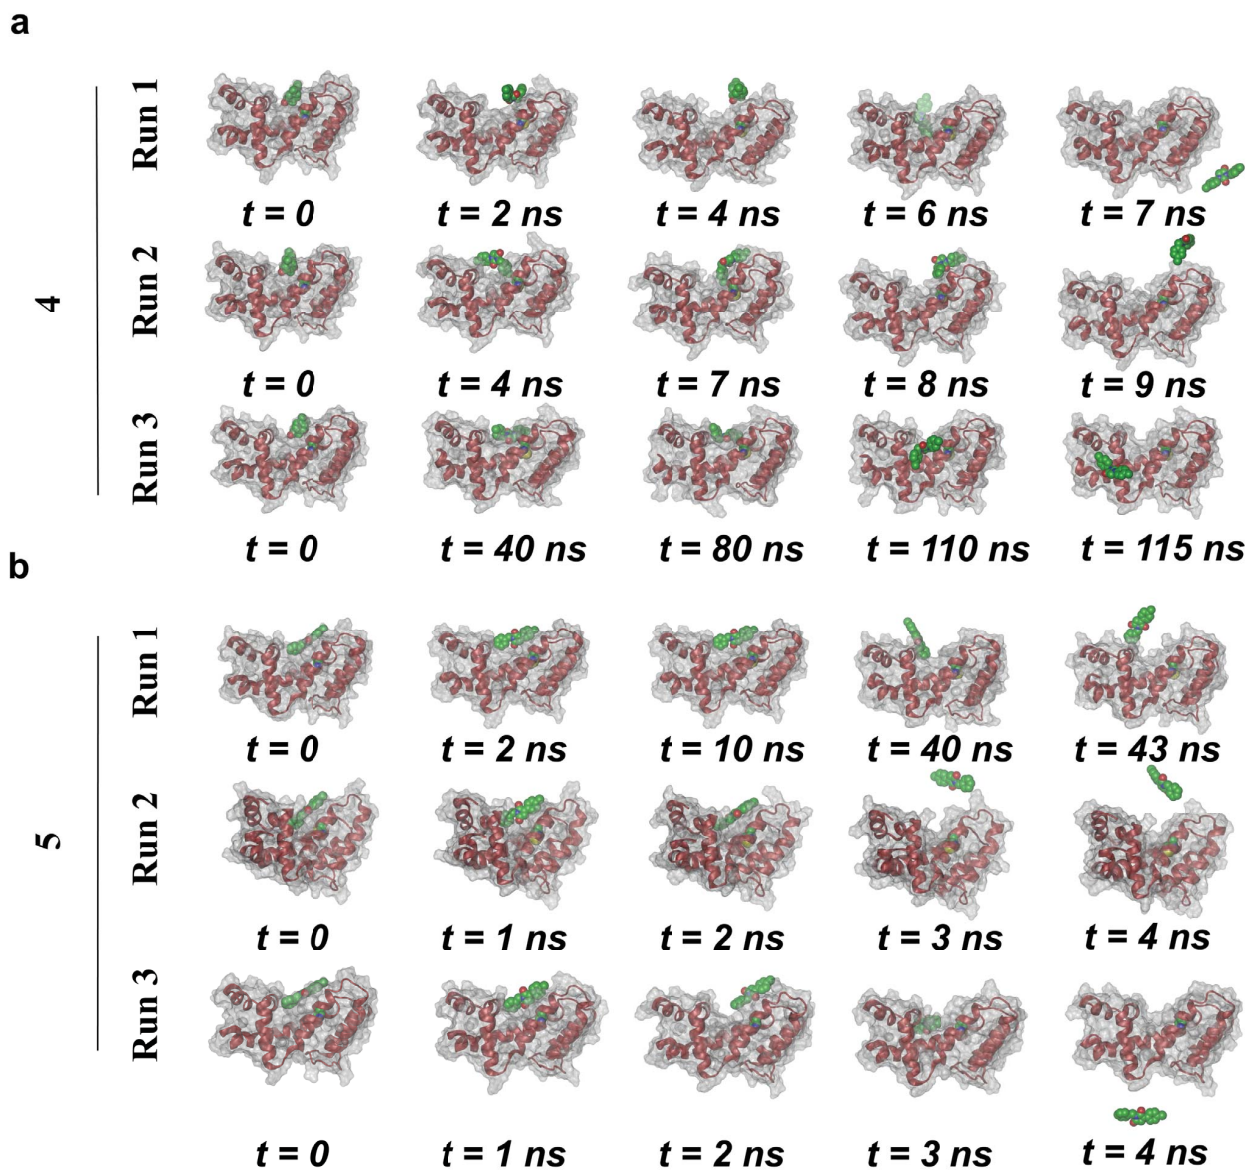 a
4
Run 1
t = 0 t = 2 ns t = 4 ns t = 6 ns t = 7 ns
Run 2
t = 0 t = 4 ns t = 7 ns t = 8 ns t = 9 ns
Run 3
t = 0 t = 40 ns t = 80 ns t = 110 ns t = 115 ns
b
5
Run 1
t = 0 t = 2 ns t = 10 ns t = 40 ns t = 43 ns
Run 2
t = 0 t = 1 ns t = 2 ns t = 3 ns t = 4 ns
Run 3
t = 0 t = 1 ns t = 2 ns t = 3 ns t = 4 ns